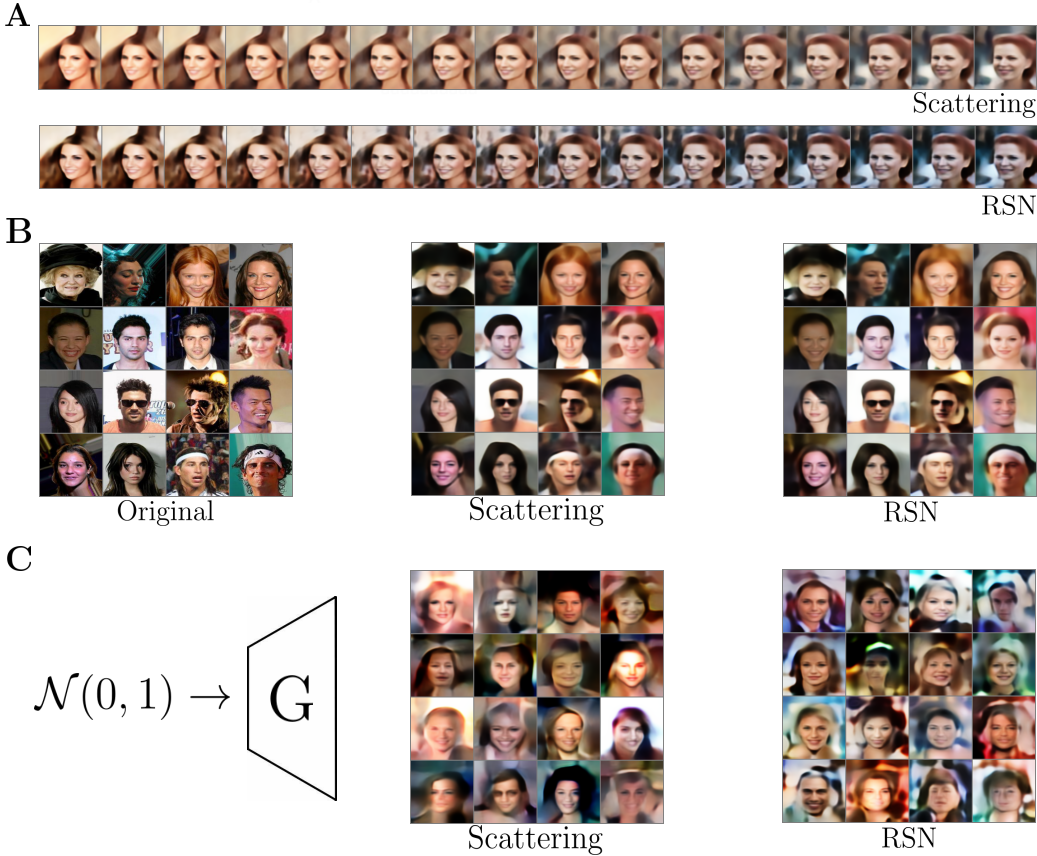 A
Scattering
RSN
B
Original
Scattering
RSN
C
𝒩(0, 1) → G
Scattering
RSN